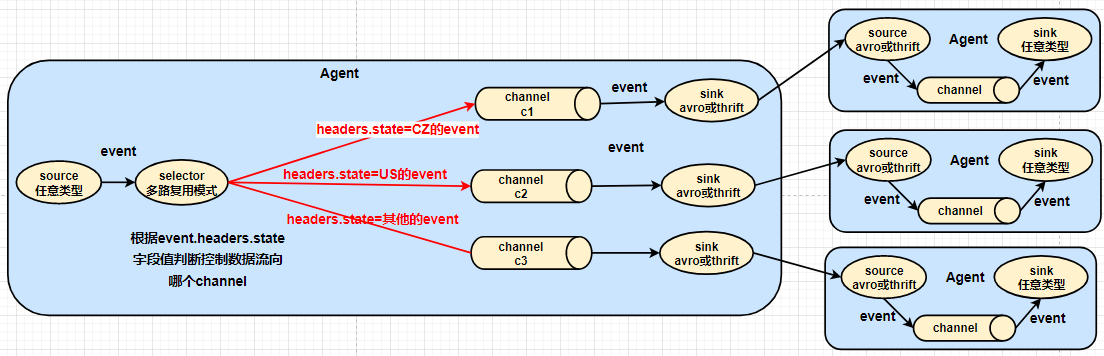 Agent
source
任意类型
event
selector
多路复用模式
根据event.headers.state
字段值判断控制数据流向
哪个channel
headers.state=CZ的event
headers.state=US的event
headers.state=其他的event
channel
c1
event
sink
avro或thrift
channel
c2
event
sink
avro或thrift
channel
c3
sink
avro或thrift
source
avro或thrift
Agent
sink
任意类型
event
channel
event
source
avro或thrift
Agent
sink
任意类型
event
channel
event
source
avro或thrift
Agent
sink
任意类型
event
channel
event